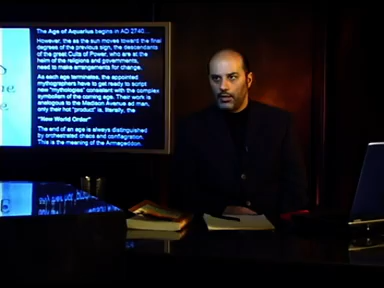 The Age of Aquarius begins in AD 2740....
However, the as the sun moves toward the final
degrees of the previous sign, the descendants
of the great Cults of Power, who are at the
helm of the religions and governments,
need to make arrangements for change.
As each age terminates, the appointed
mythographers have to get ready to script
new "mythologies" consistent with the complex
symbolism of the coming age. Their work is
analogous to the Madison Avenue ad man,
only their hot "product" is, literally, the
"New World Order"
The end of an age is always distinguished
by orchestrated chaos and conflagration.
This is the meaning of the Armageddon.